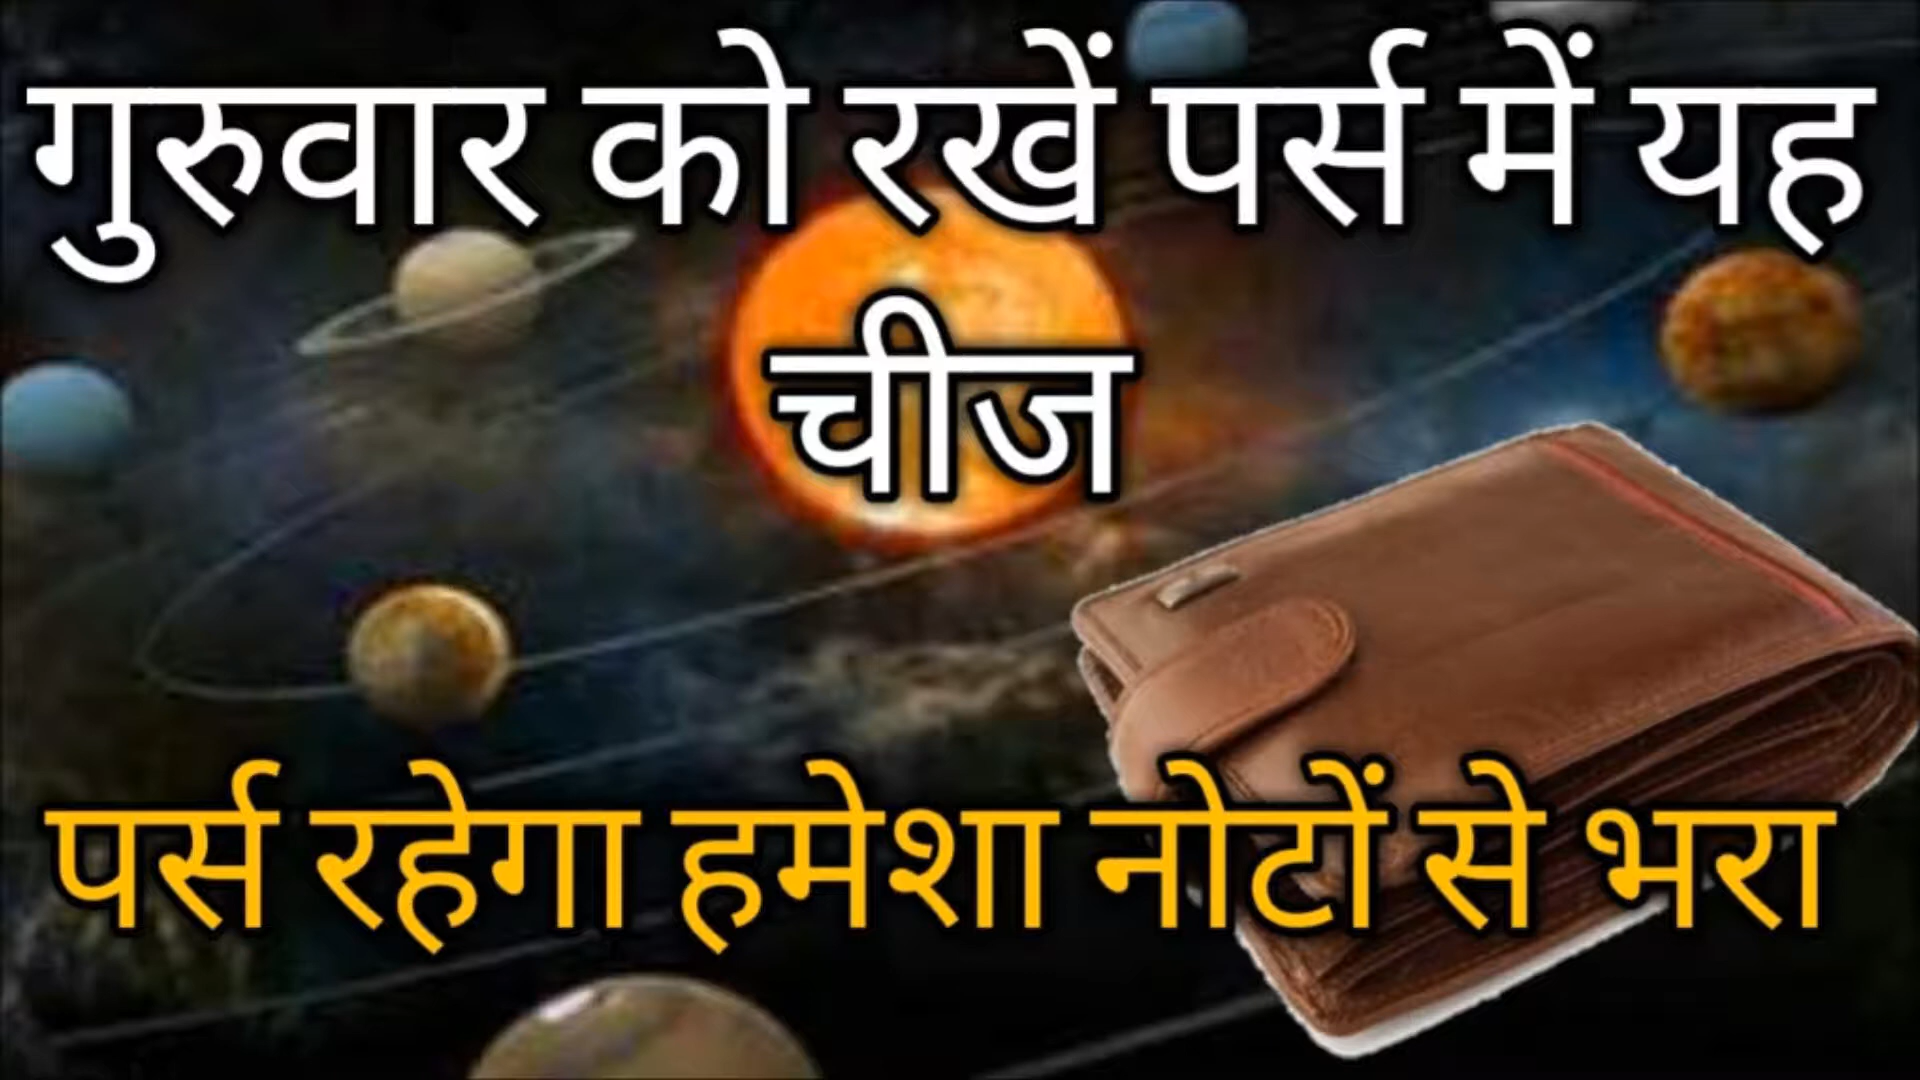 गुरुवार को रखें पर्स में यह
चीज
पर्स रहेगा हमेशा नोटों से भरा